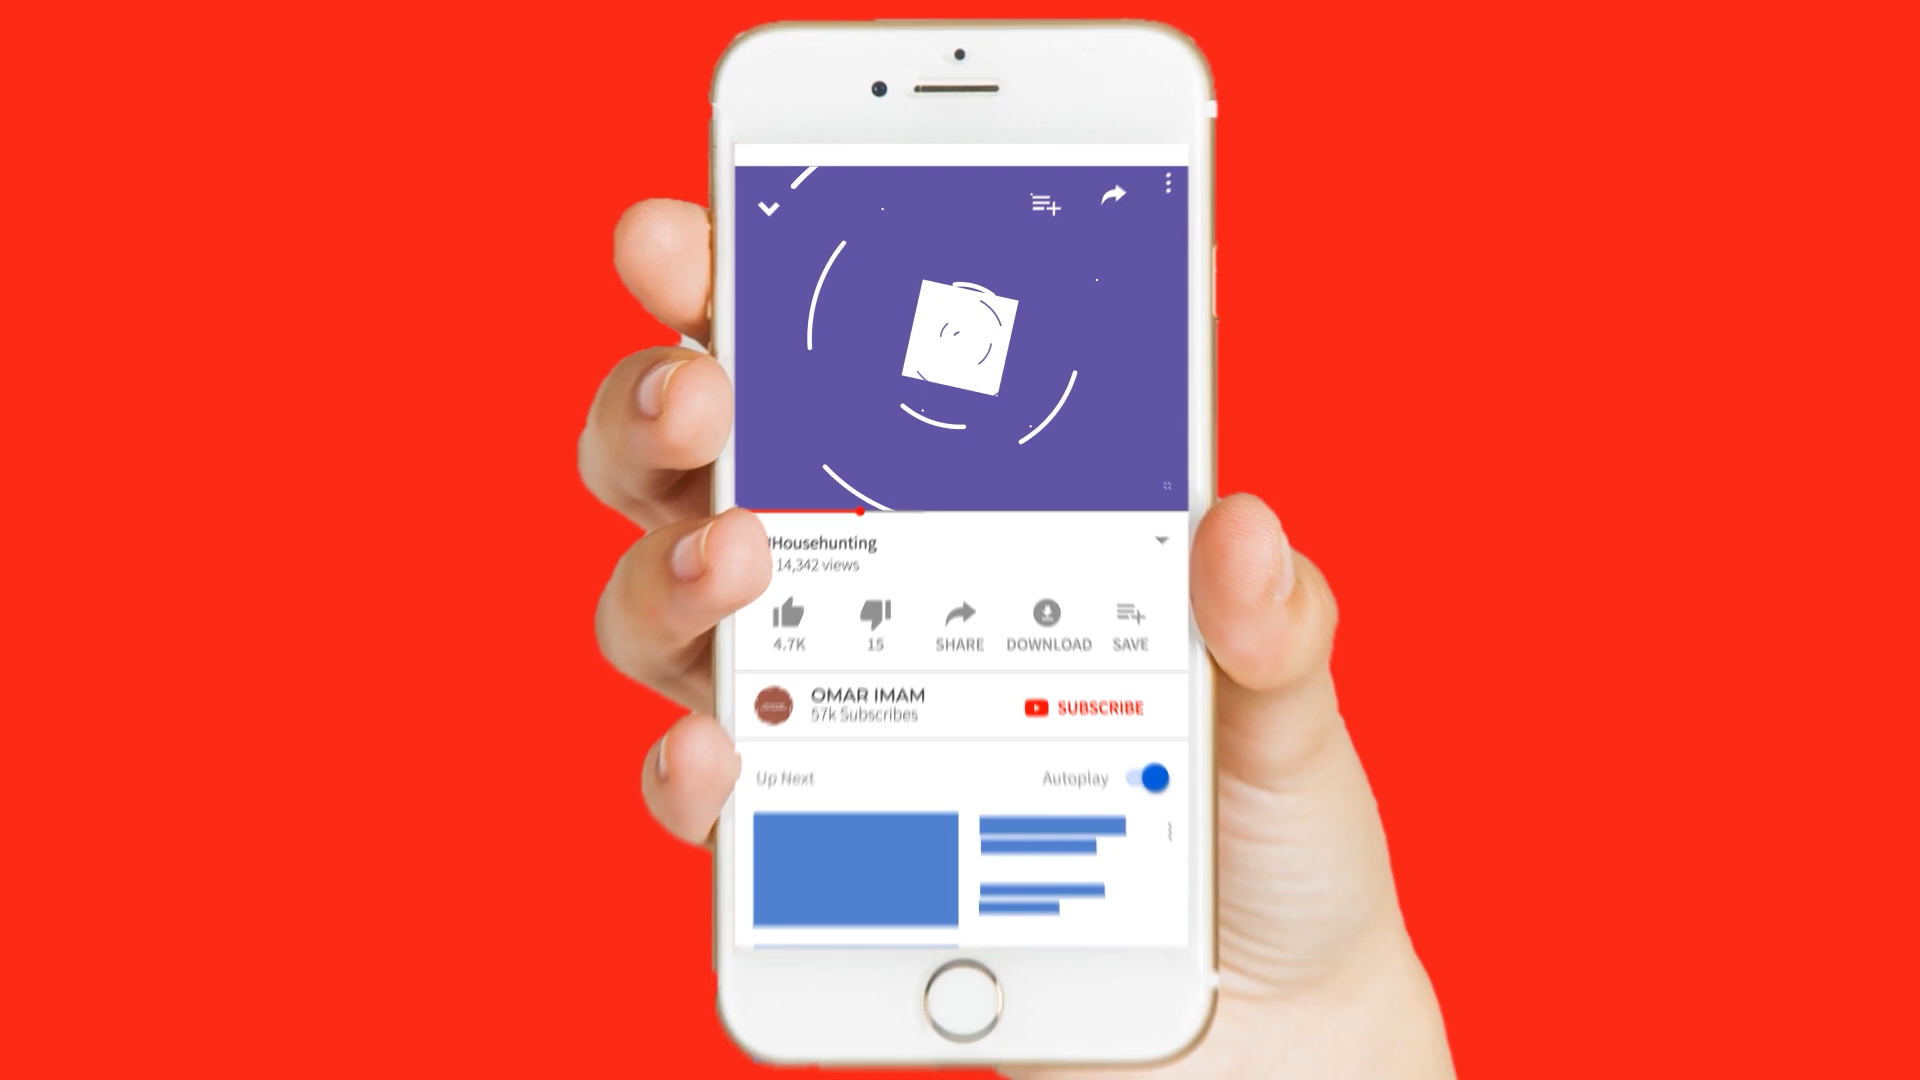 #Househunting
14,342 views
4.7K
15
SHARE
DOWNLOAD
SAVE
OMAR IMAM
57k Subscribes
SUBSCRIBE
Up Next
Autoplay